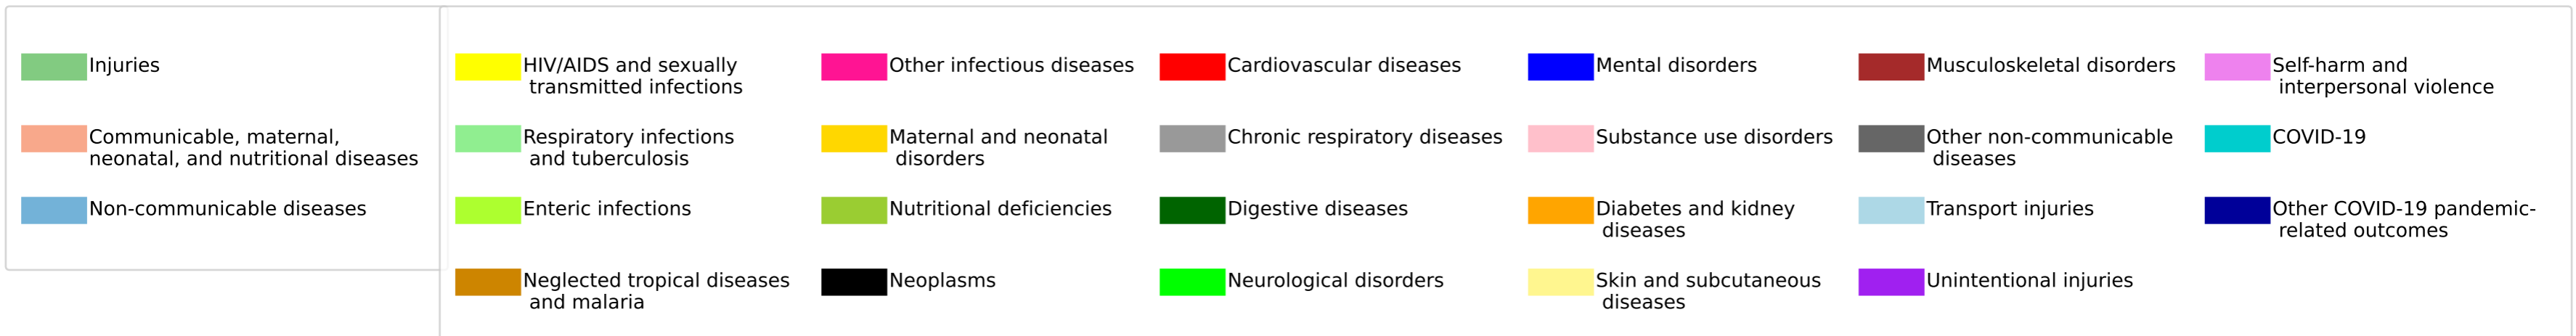 Injuries
Communicable, maternal,
neonatal, and nutritional diseases
Non-communicable diseases
HIV/AIDS and sexually
transmitted infections
Respiratory infections
and tuberculosis
Enteric infections
Neglected tropical diseases
and malaria
Other infectious diseases
Maternal and neonatal
disorders
Nutritional deficiencies
Neoplasms
Cardiovascular diseases
Chronic respiratory diseases
Digestive diseases
Neurological disorders
Mental disorders
Substance use disorders
Diabetes and kidney
diseases
Skin and subcutaneous
diseases
Musculoskeletal disorders
Other non-communicable
diseases
Transport injuries
Unintentional injuries
Self-harm and
interpersonal violence
COVID-19
Other COVID-19 pandemic-
related outcomes